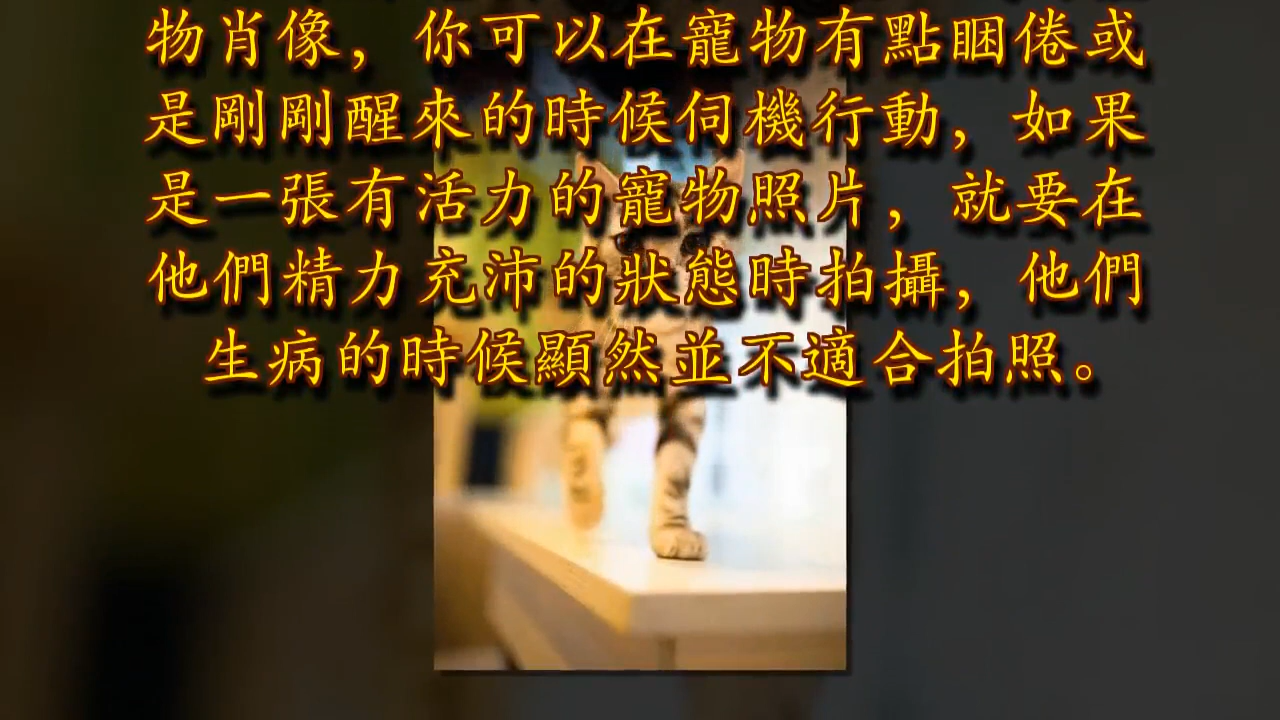 物肖像，你可以在寵物有點睏倦或
是剛剛醒來的時候伺機行動，如果
是一張有活力的寵物照片，就要在
他們精力充沛的狀態時拍攝，他們
生病的時候顯然並不適合拍照。